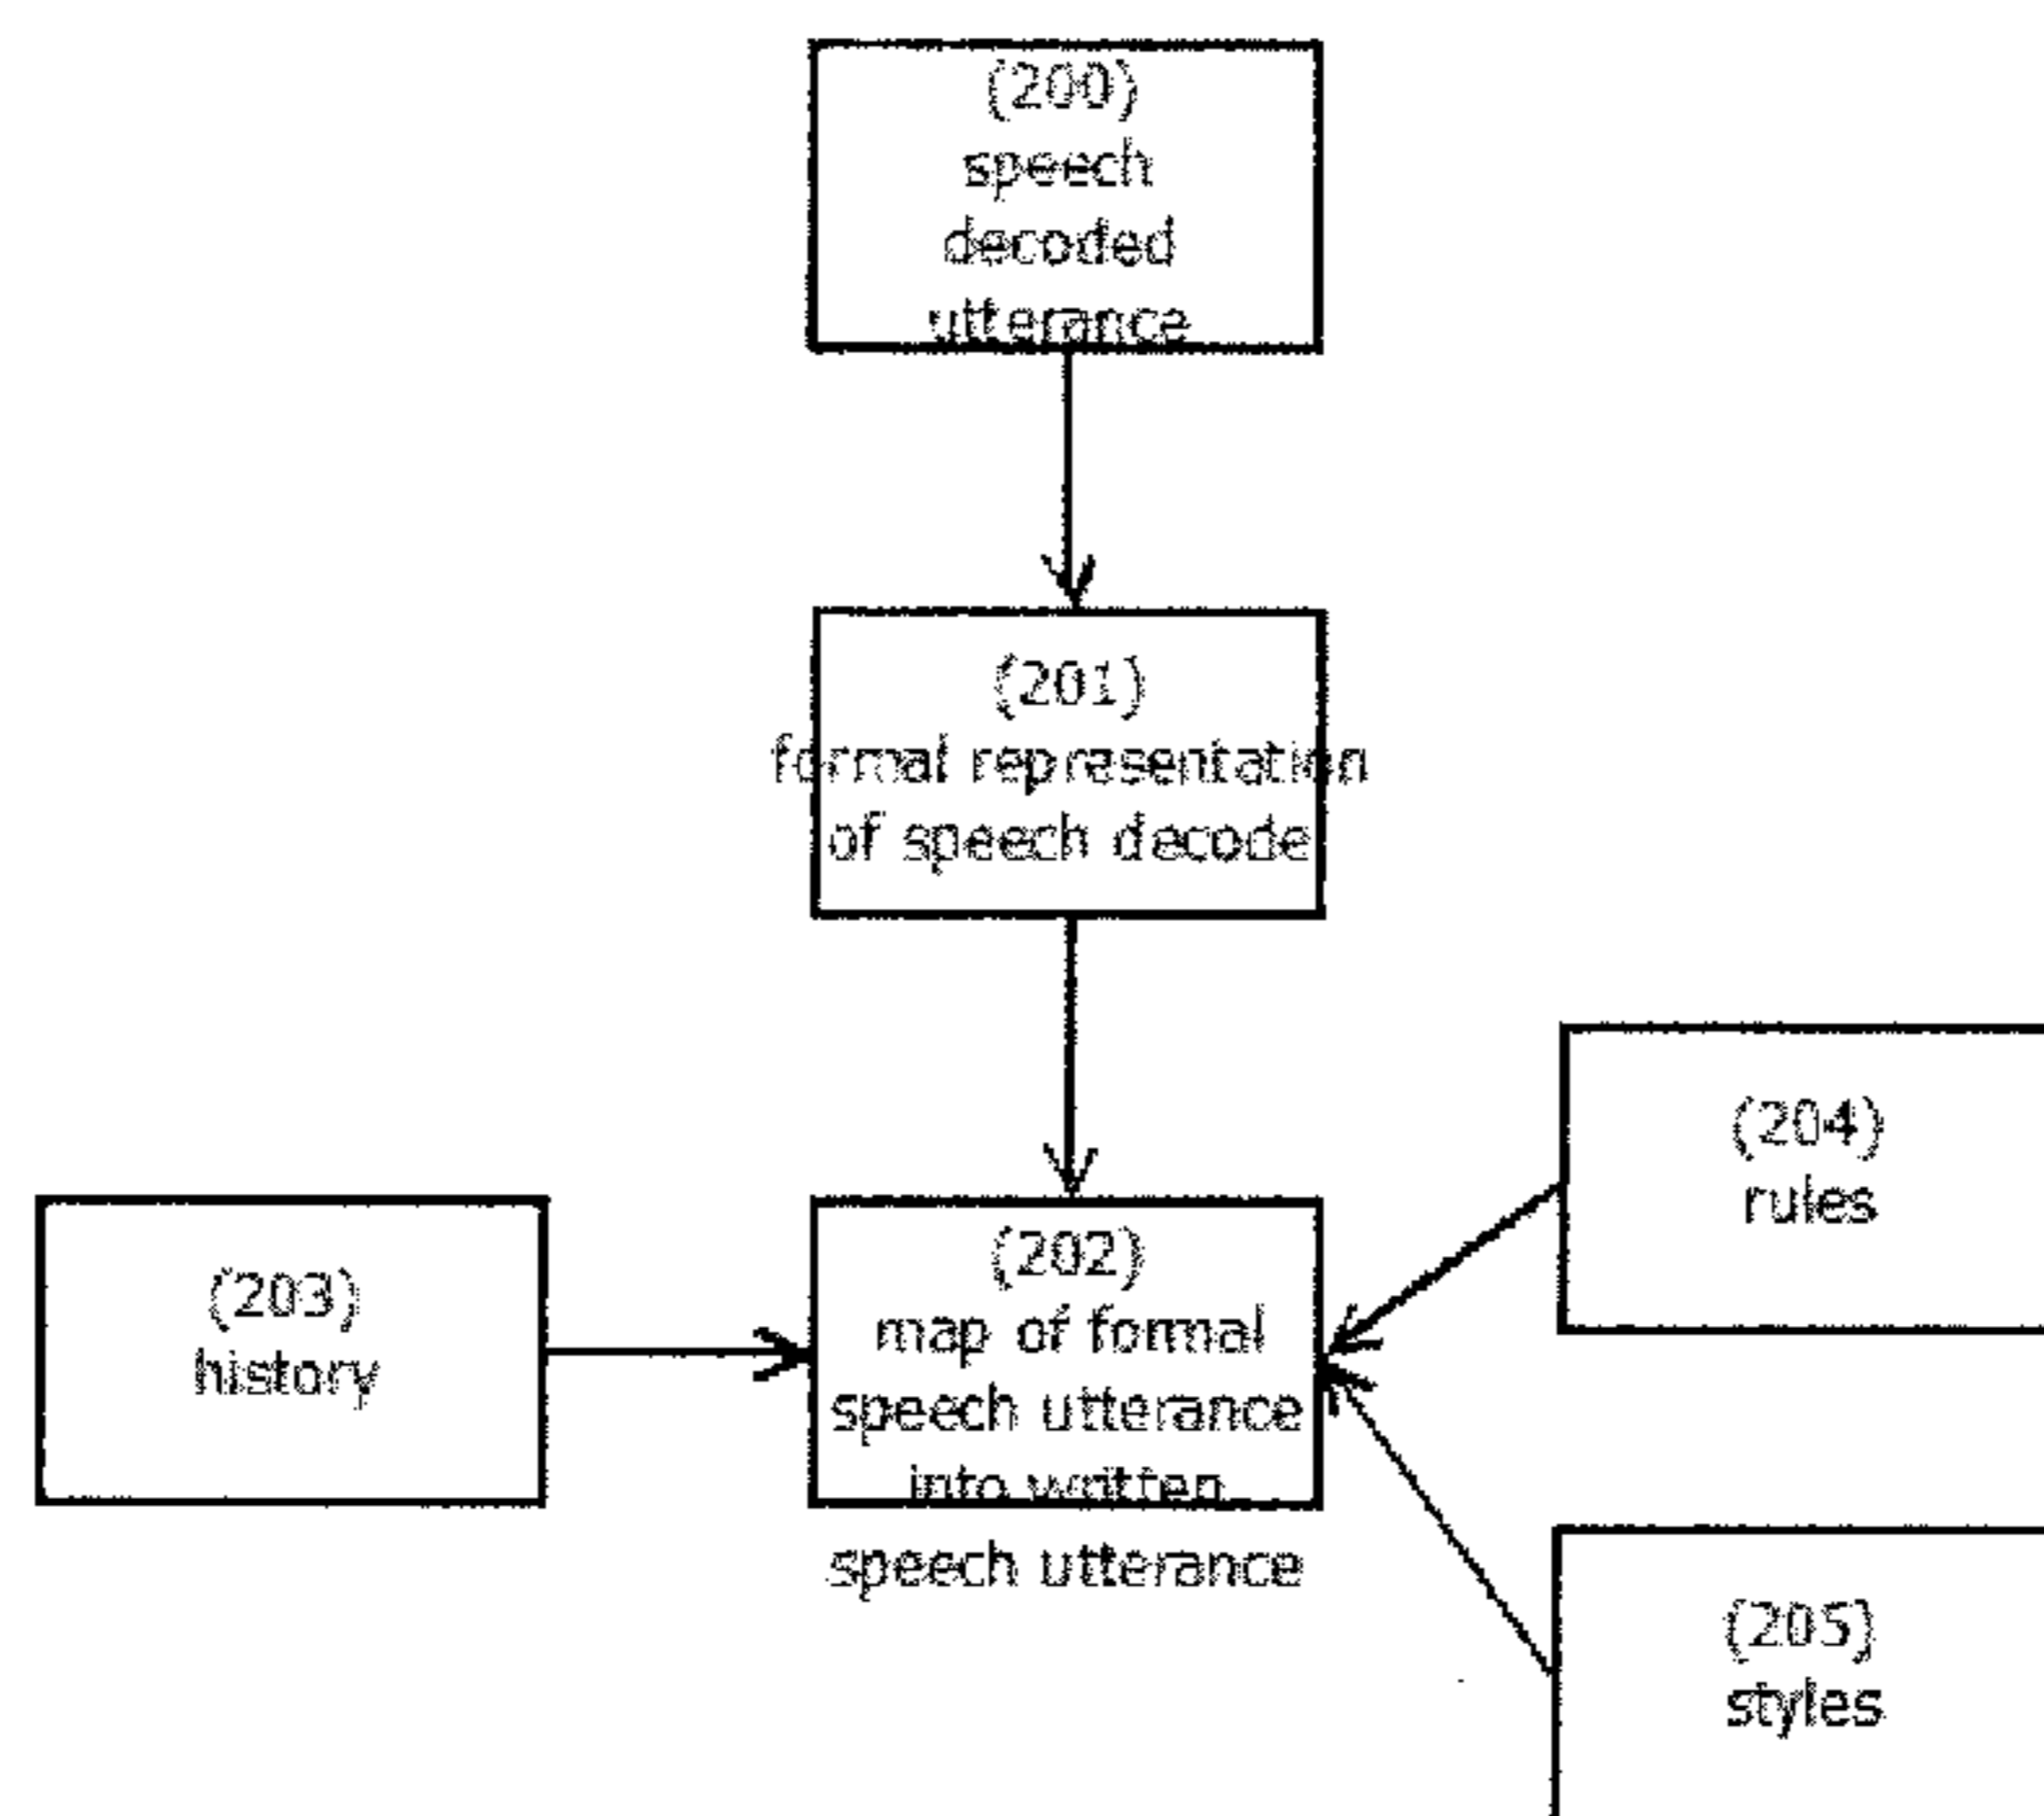 (200)
speech
decoded
utterance
(201)
formal representation
of speech decode
(202)
map of formal
speech utterance
into written
speech utterance
(203)
history
(204)
rules
(205)
styles